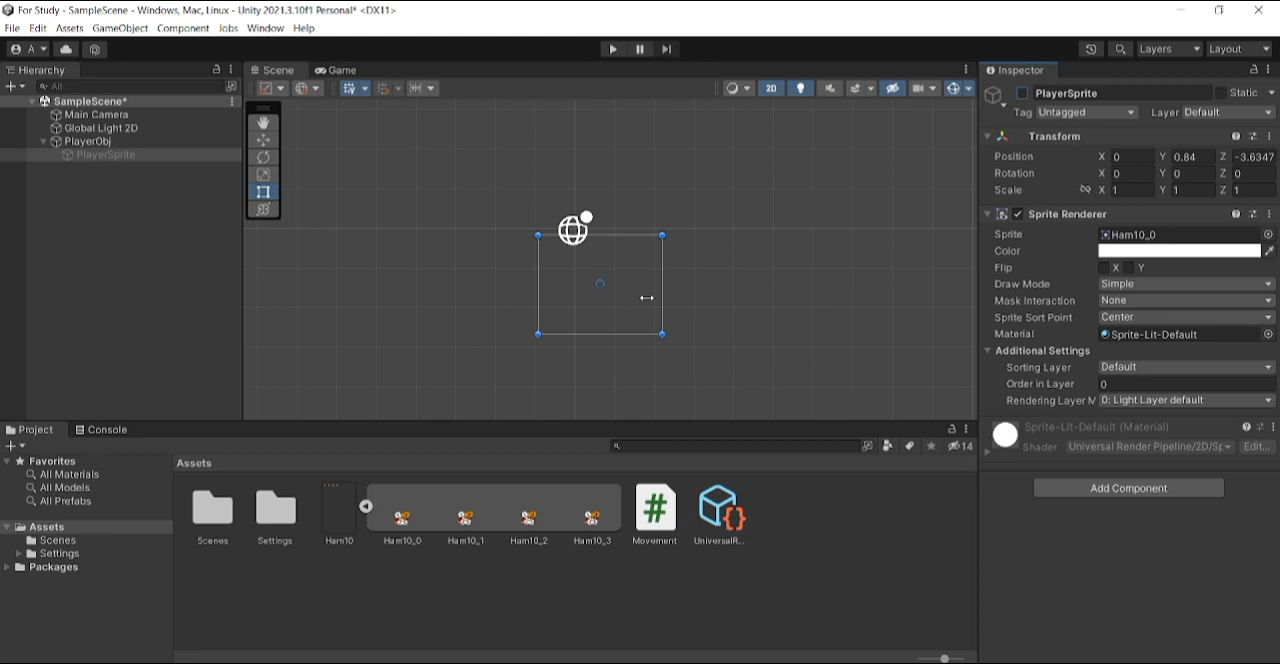 For Study - SampleScene - Windows, Mac, Linux - Unity 2021.3.10f1 Personal* <DX11>
File Edit Assets GameObject Component Jobs Window Help
A Layers Layout
Hierarchy Scene Game Inspector
All 2D PlayerSprite Static
SampleScene* Tag Untagged Layer Default
Main Camera
Global Light 2D Transform
PlayerObj
PlayerSprite Position X 0 Y 0.84 Z -3.6347
Rotation X 0 Y 0 Z 0
Scale X 1 Y 1 Z 1
Sprite Renderer
Sprite Ham10_0
Color
Flip X Y
Draw Mode Simple
Mask Interaction None
Sprite Sort Point Center
Material Sprite-Lit-Default
Additional Settings
Sorting Layer Default
Order in Layer 0
Rendering Layer M 0: Light Layer default
Sprite-Lit-Default (Material)
Shader Universal Render Pipeline/2D/Sp Edit...
Add Component
Project Console
14
Favorites Assets
All Materials
All Models
All Prefabs
Assets
Scenes
Settings
Packages
Scenes Settings Ham10 Ham10_0 Ham10_1 Ham10_2 Ham10_3 Movement UniversalR...